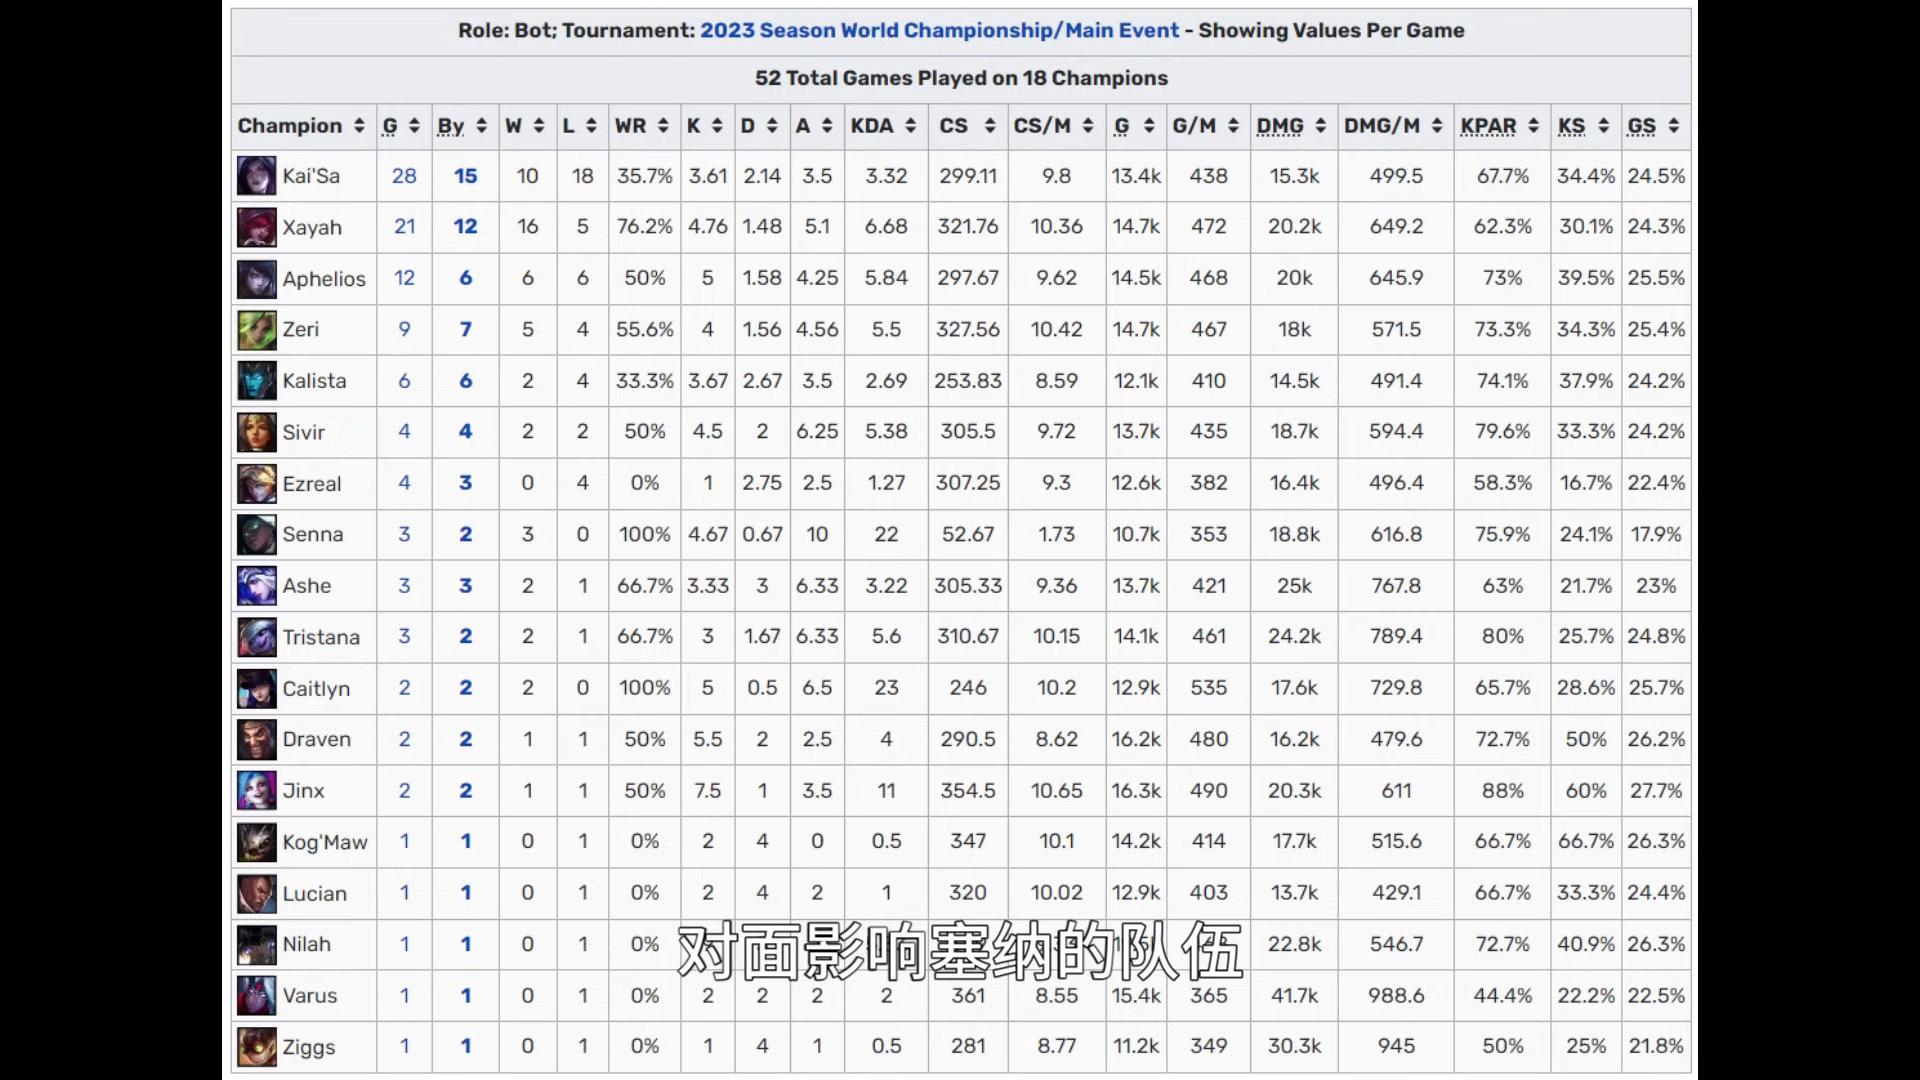 Role: Bot; Tournament: 2023 Season World Championship/Main Event - Showing Values Per Game
52 Total Games Played on 18 Champions
Champion G By W L WR K D A KDA CS CS/M G G/M DMG DMG/M KPAR KS GS
Kai'Sa 28 15 10 18 35.7% 3.61 2.14 3.5 3.32 299.11 9.8 13.4k 438 15.3k 499.5 67.7% 34.4% 24.5%
Xayah 21 12 16 5 76.2% 4.76 1.48 5.1 6.68 321.76 10.36 14.7k 472 20.2k 649.2 62.3% 30.1% 24.3%
Aphelios 12 6 6 6 50% 5 1.58 4.25 5.84 297.67 9.62 14.5k 468 20k 645.9 73% 39.5% 25.5%
Zeri 9 7 5 4 55.6% 4 1.56 4.56 5.5 327.56 10.42 14.7k 467 18k 571.5 73.3% 34.3% 25.4%
Kalista 6 6 2 4 33.3% 3.67 2.67 3.5 2.69 253.83 8.59 12.1k 410 14.5k 491.4 74.1% 37.9% 24.2%
Sivir 4 4 2 2 50% 4.5 2 6.25 5.38 305.5 9.72 13.7k 435 18.7k 594.4 79.6% 33.3% 24.2%
Ezreal 4 3 0 4 0% 1 2.75 2.5 1.27 307.25 9.3 12.6k 382 16.4k 496.4 58.3% 16.7% 22.4%
Senna 3 2 3 0 100% 4.67 0.67 10 22 52.67 1.73 10.7k 353 18.8k 616.8 75.9% 24.1% 17.9%
Ashe 3 3 2 1 66.7% 3.33 3 6.33 3.22 305.33 9.36 13.7k 421 25k 767.8 63% 21.7% 23%
Tristana 3 2 2 1 66.7% 3 1.67 6.33 5.6 310.67 10.15 14.1k 461 24.2k 789.4 80% 25.7% 24.8%
Caitlyn 2 2 2 0 100% 5 0.5 6.5 23 246 10.2 12.9k 535 17.6k 729.8 65.7% 28.6% 25.7%
Draven 2 2 1 1 50% 5.5 2 2.5 4 290.5 8.62 16.2k 480 16.2k 479.6 72.7% 50% 26.2%
Jinx 2 2 1 1 50% 7.5 1 3.5 11 354.5 10.65 16.3k 490 20.3k 611 88% 60% 27.7%
Kog'Maw 1 1 0 1 0% 2 4 0 0.5 347 10.1 14.2k 414 17.7k 515.6 66.7% 66.7% 26.3%
Lucian 1 1 0 1 0% 2 4 2 1 320 10.02 12.9k 403 13.7k 429.1 66.7% 33.3% 24.4%
Nilah 1 1 0 1 0% 22.8k 546.7 72.7% 40.9% 26.3%
对面影响塞纳的队伍
Varus 1 1 0 1 0% 2 2 2 2 361 8.55 15.4k 365 41.7k 988.6 44.4% 22.2% 22.5%
Ziggs 1 1 0 1 0% 1 4 1 0.5 281 8.77 11.2k 349 30.3k 945 50% 25% 21.8%